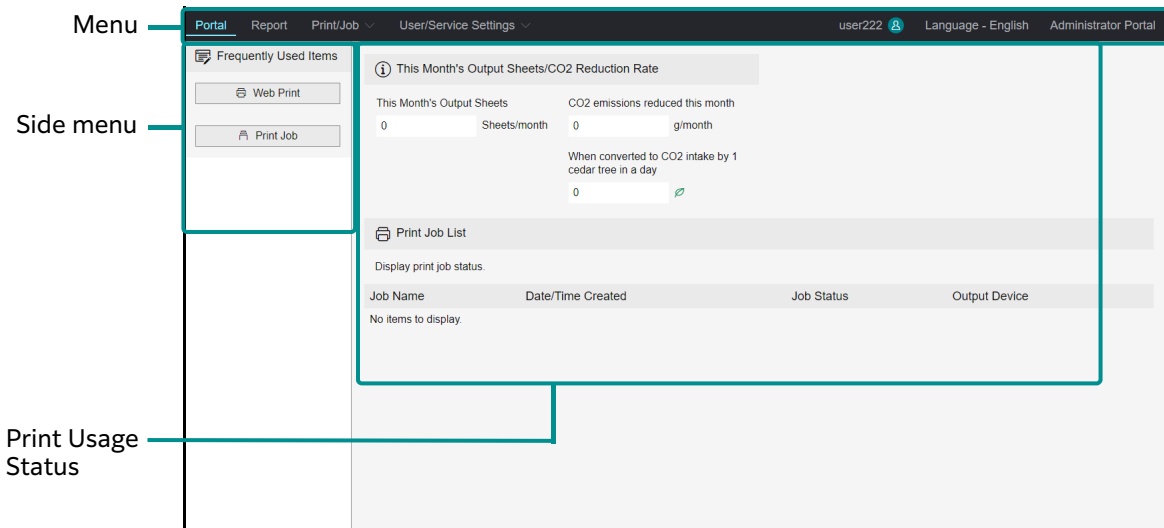 Menu
Portal Report Print/Job User/Service Settings user222 Language - English Administrator Portal
Side menu
Frequently Used Items
Web Print
Print Job
This Month's Output Sheets/CO2 Reduction Rate
This Month's Output Sheets
0 Sheets/month
CO2 emissions reduced this month
0 g/month
When converted to CO2 intake by 1
cedar tree in a day
0
Print Job List
Display print job status.
Job Name Date/Time Created Job Status Output Device
No items to display.
Print Usage
Status